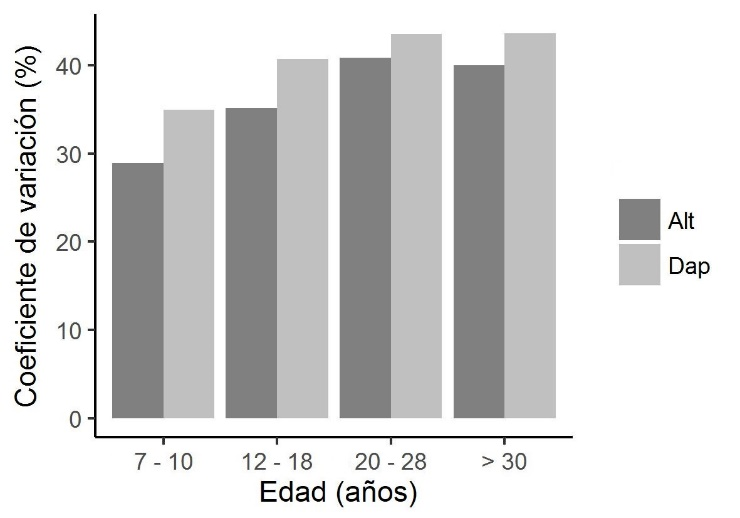 Coeficiente de variación (%)
40
30
20
10
0
7 - 10
12 - 18
20 - 28
> 30
Edad (años)
Alt
Dap